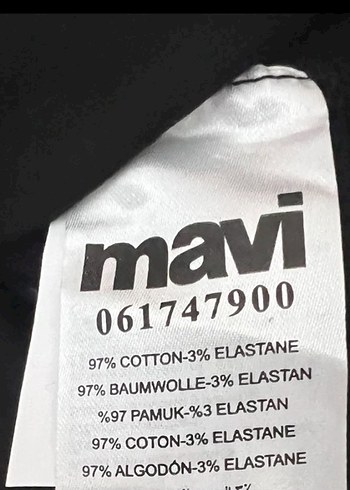 mavi
061747900
97% COTTON-3% ELASTANE
97% BAUMWOLLE-3% ELASTAN
%97 PAMUK-%3 ELASTAN
97% COTON-3% ELASTANE
97% ALGODÓN-3% ELASTANE